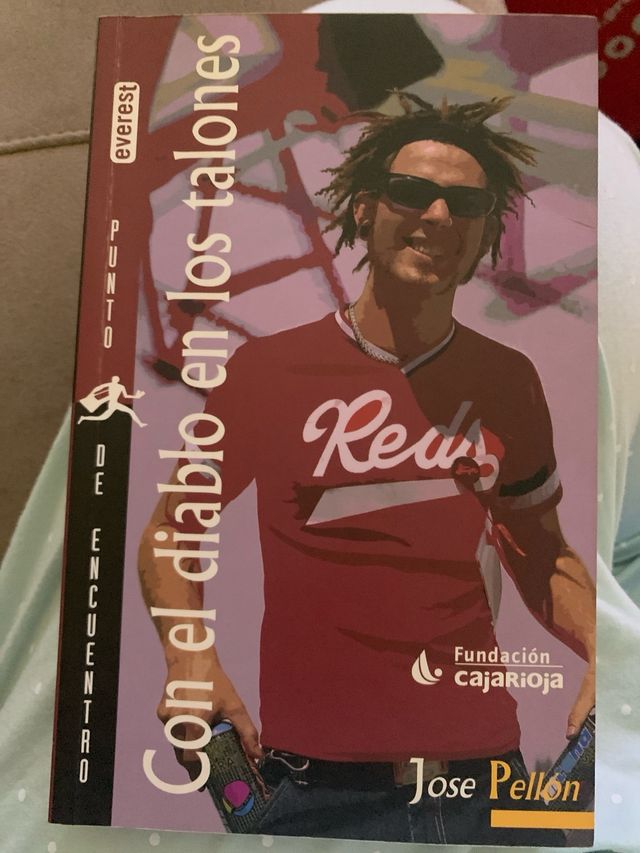 everest
PUNTO DE ENCUENTRO
Con el diablo en los talones
Reds
Fundación
CAJARIOJA
Jose Pellón